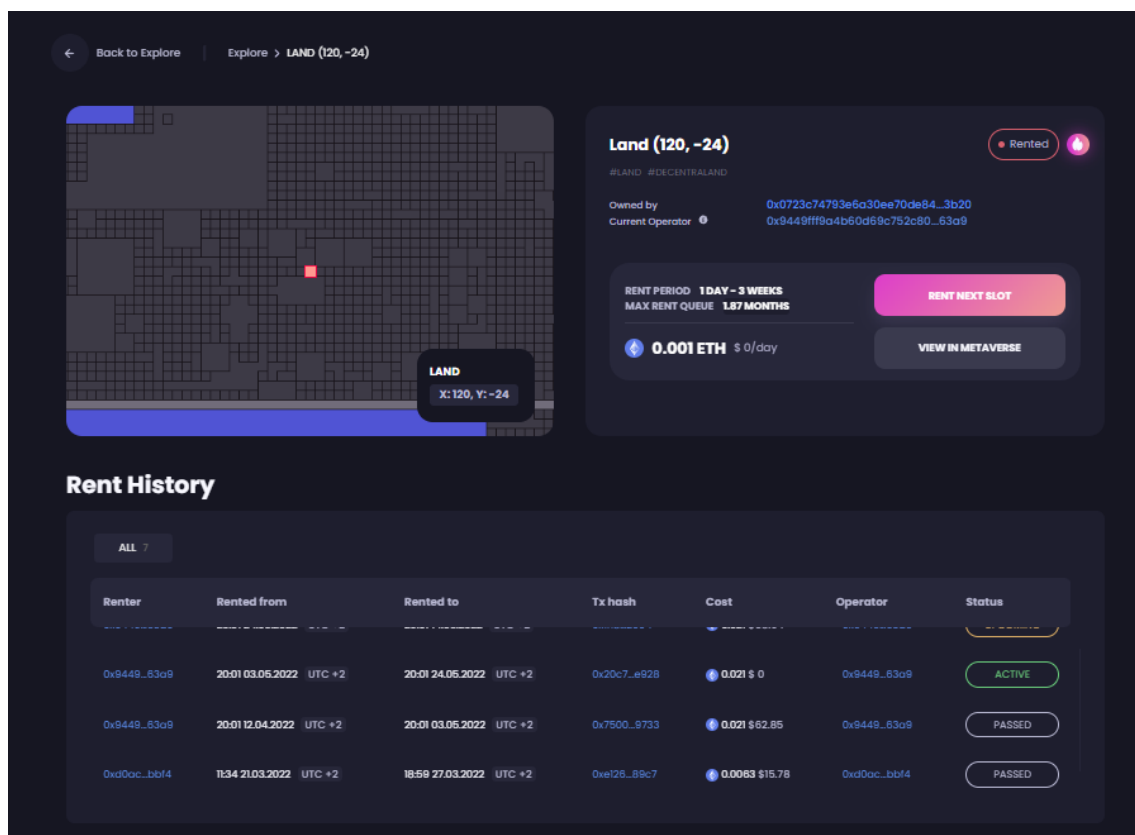 Back to Explore
Explore > LAND (120, -24)
Land (120, -24)
Rented
#LAND #DECENTRALAND
Owned by 0x0723c74793e6a30ee70de84...3b20
Current Operator 0x9449fff9a4b60d69c752c80...63a9
RENT PERIOD 1 DAY - 3 WEEKS
MAX RENT QUEUE 1.87 MONTHS
RENT NEXT SLOT
0.001 ETH $ 0/day
VIEW IN METAVERSE
LAND
X: 120, Y: -24
Rent History
ALL 7
Renter Rented from Rented to Tx hash Cost Operator Status
0x9449...63a9 20:01 03.05.2022 UTC +2 20:01 24.05.2022 UTC +2 0x20c7...e928 0.021 $ 0 0x9449...63a9 ACTIVE
0x9449...63a9 20:01 12.04.2022 UTC +2 20:01 03.05.2022 UTC +2 0x7500...9733 0.021 $62.85 0x9449...63a9 PASSED
0xd0ac...bbf4 11:34 21.03.2022 UTC +2 18:59 27.03.2022 UTC +2 0xe126...89c7 0.0063 $15.78 0xd0ac...bbf4 PASSED